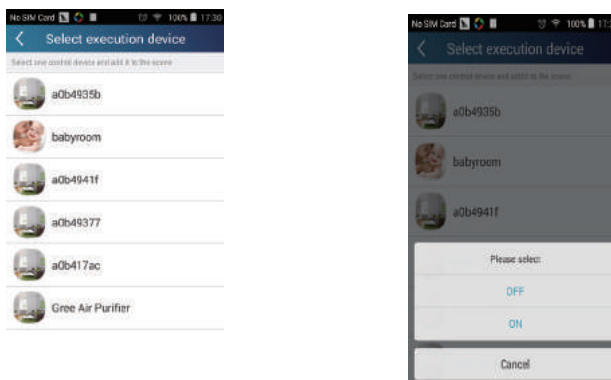 No SIM Card 100% 17:30
Select execution device
Select one control device and add it to the scene
a0b4935b
babyroom
a0b4941f
a0b49377
a0b417ac
Gree Air Purifier
No SIM Card 100%
Select execution device
Select one control device and add it to the scene
a0b4935b
babyroom
a0b4941f
Please select:
OFF
ON
Cancel